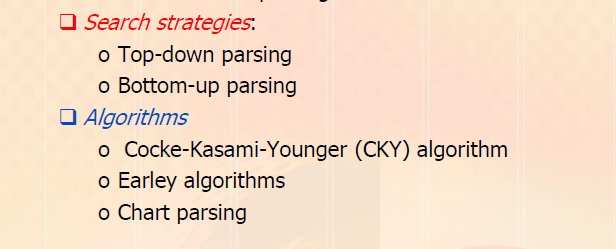 ❑ Search strategies:
o Top-down parsing
o Bottom-up parsing
❑ Algorithms
o Cocke-Kasami-Younger (CKY) algorithm
o Earley algorithms
o Chart parsing